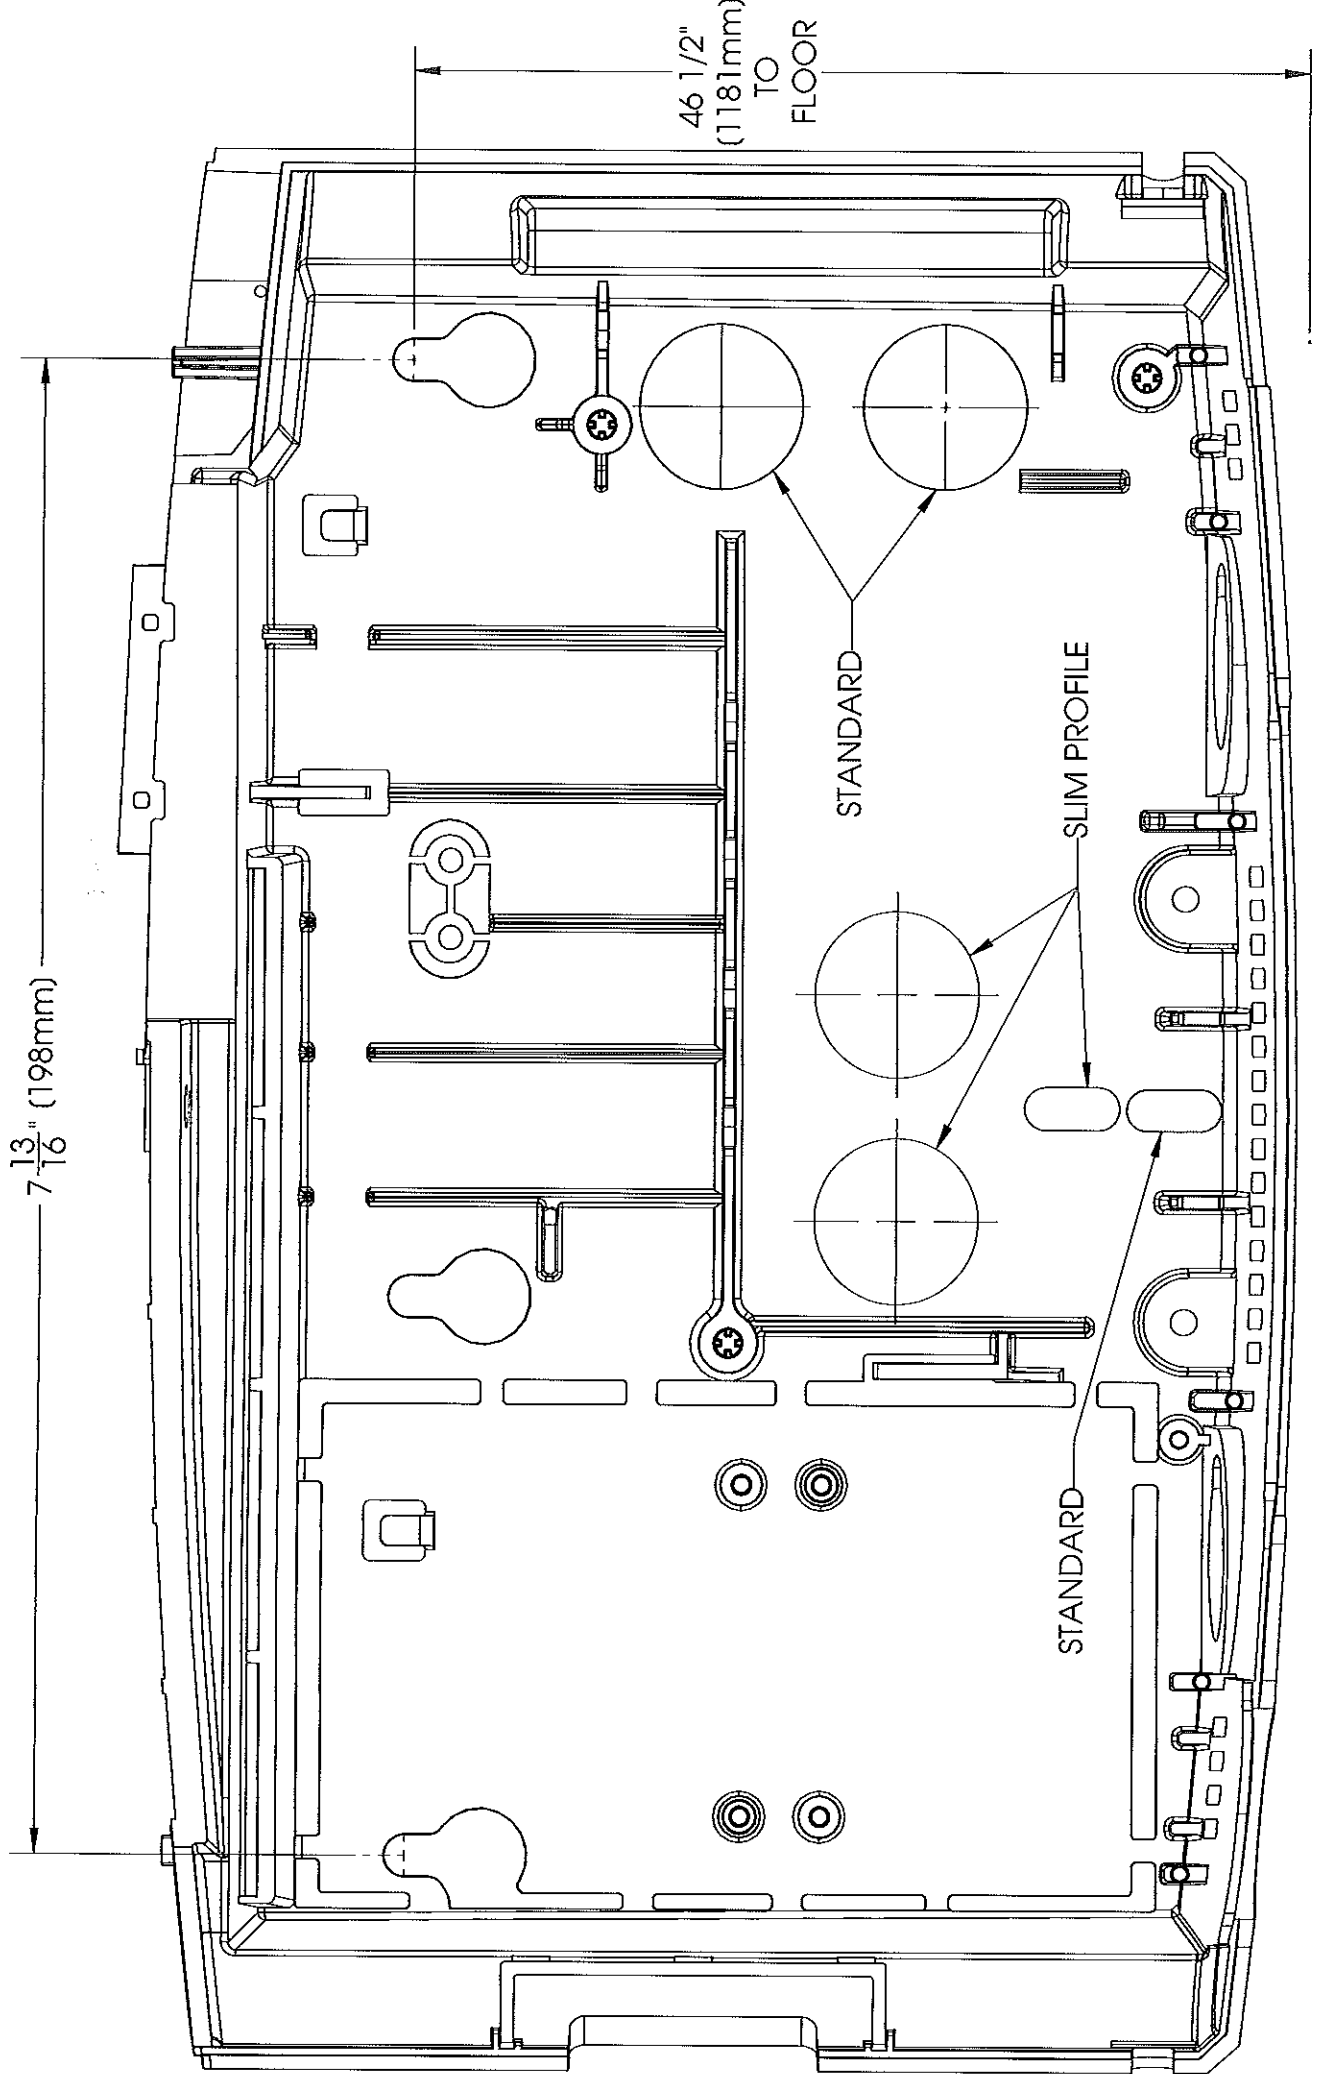 46 1/2"
(1181mm)
TO
FLOOR
7 13/16" (198mm)
STANDARD
SLIM PROFILE
STANDARD